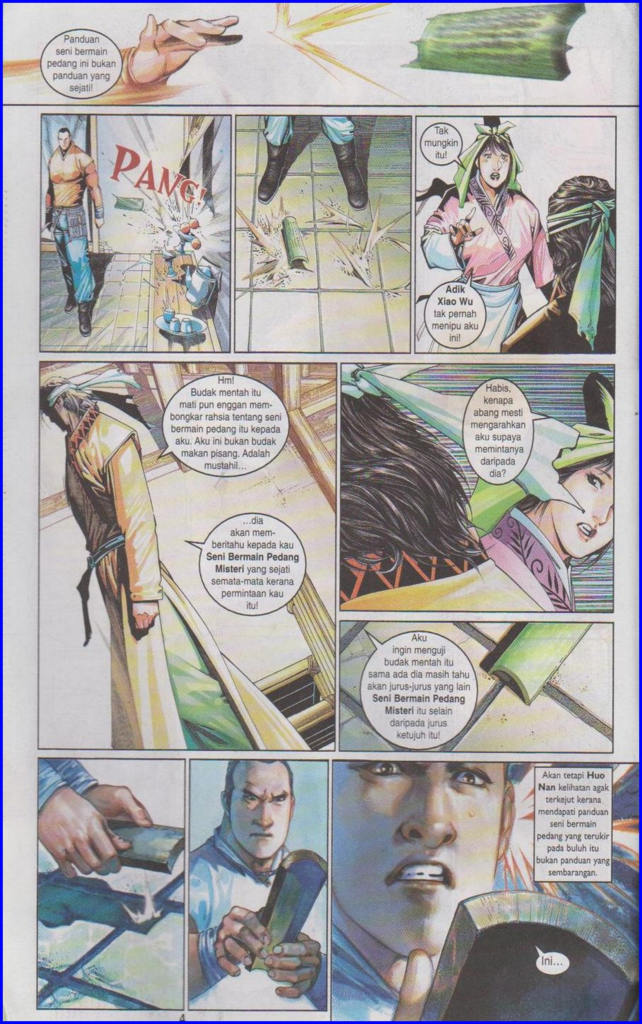 Panduan
seni bermain
pedang ini bukan
panduan yang
sejati!
PANG!
Tak
mungkin
itu!
Adik
Xiao Wu
tak pernah
menipu aku
ini!
Hm!
Budak mentah itu
mati pun enggan mem-
bongkar rahsia tentang seni
bermain pedang itu kepada
aku. Aku ini bukan budak
makan pisang. Adalah
mustahil...
...dia
akan mem-
beritahu kepada kau
Seni Bermain Pedang
Misteri yang sejati
semata-mata kerana
permintaan kau
itu!
Habis,
kenapa
abang mesti
mengarahkan
aku supaya
memintanya
daripada
dia?
Aku
ingin menguji
budak mentah itu
sama ada dia masih tahu
akan jurus-jurus yang lain
Seni Bermain Pedang
Misteri itu selain
daripada jurus
ketujuh itu!
Akan tetapi Huo
Nan kelihatan agak
terkejut kerana
mendapati panduan
seni bermain
pedang yang terukir
pada buluh itu
bukan panduan yang
sembarangan.
Ini...
4